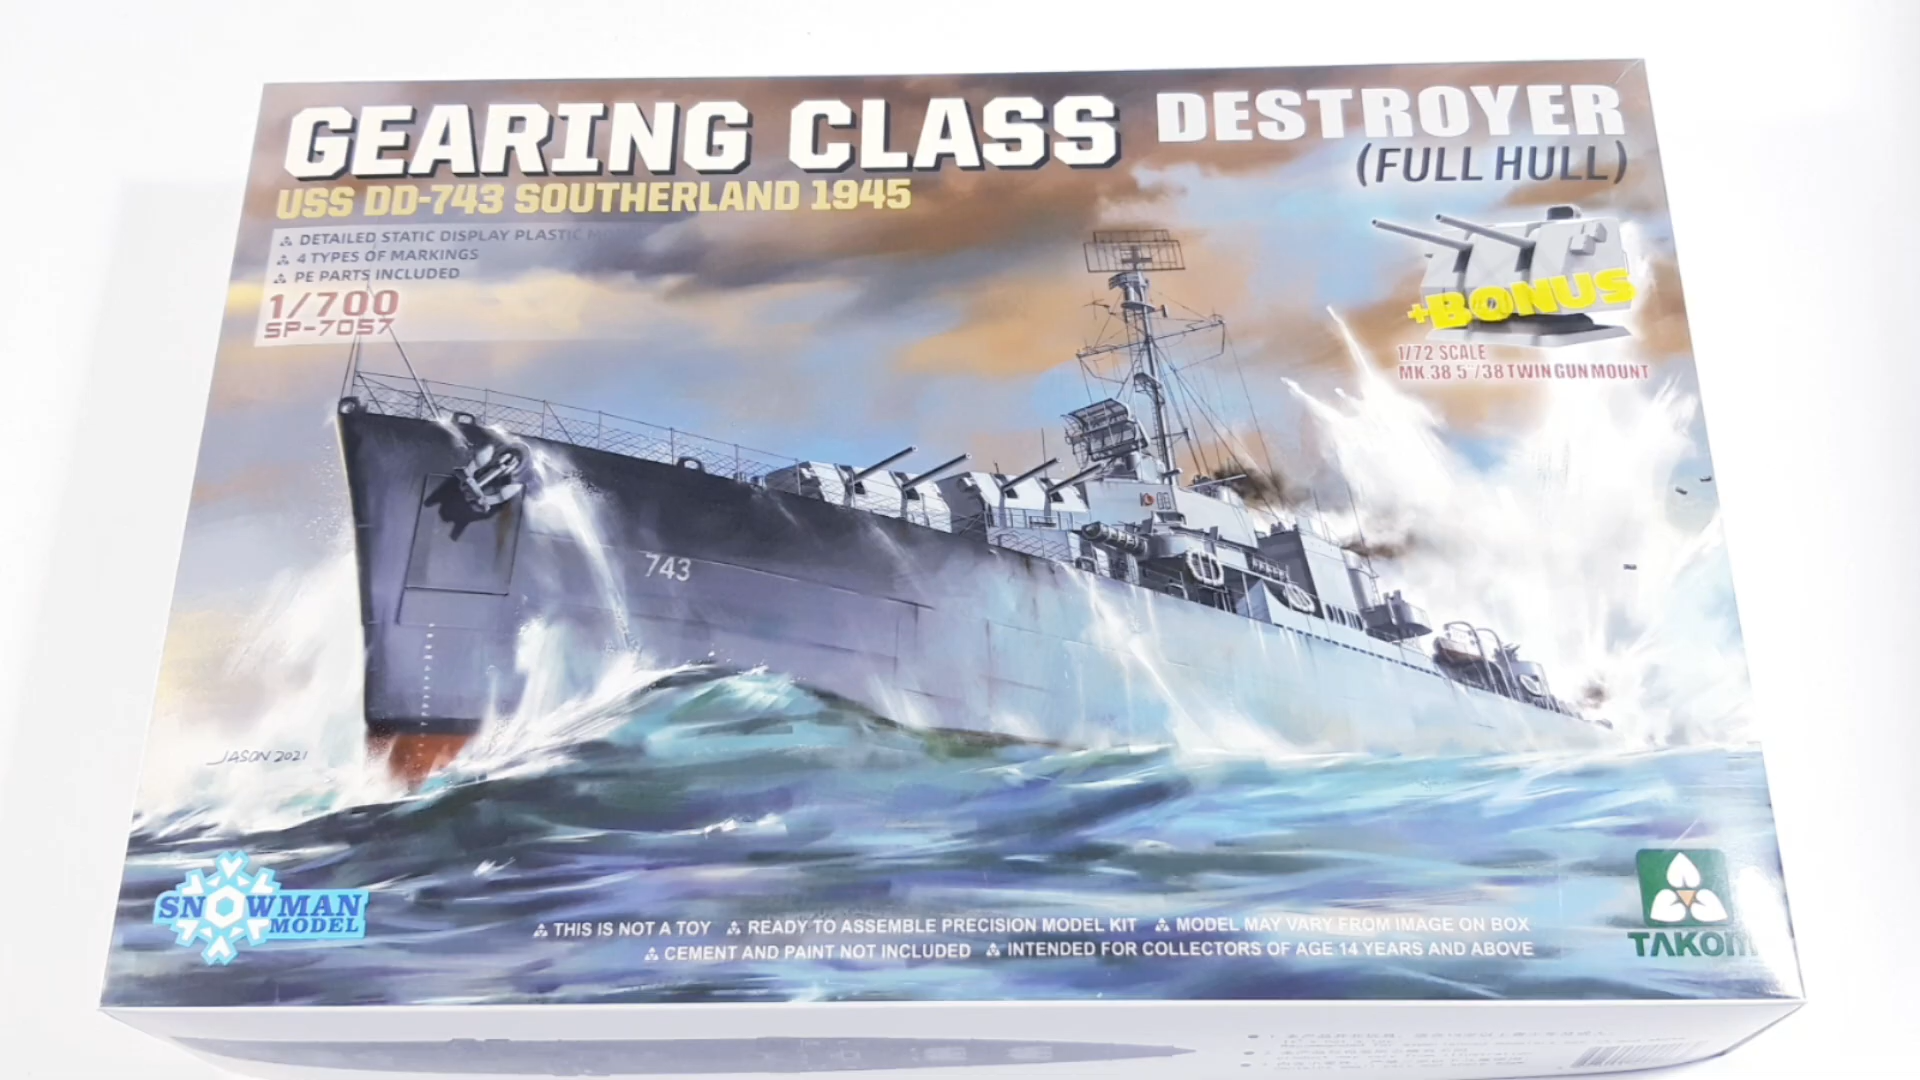 GEARING CLASS DESTROYER
(FULL HULL)
USS DD-743 SOUTHERLAND 1945
DETAILED STATIC DISPLAY PLASTIC MODEL
4 TYPES OF MARKINGS
PE PARTS INCLUDED
1/700
SP-7057
+BONUS
1/72 SCALE
MK.38 5"/38 TWIN GUN MOUNT
743
JASON 2021
SNOWMAN
MODEL
THIS IS NOT A TOY READY TO ASSEMBLE PRECISION MODEL KIT MODEL MAY VARY FROM IMAGE ON BOX
CEMENT AND PAINT NOT INCLUDED INTENDED FOR COLLECTORS OF AGE 14 YEARS AND ABOVE
TAKOM